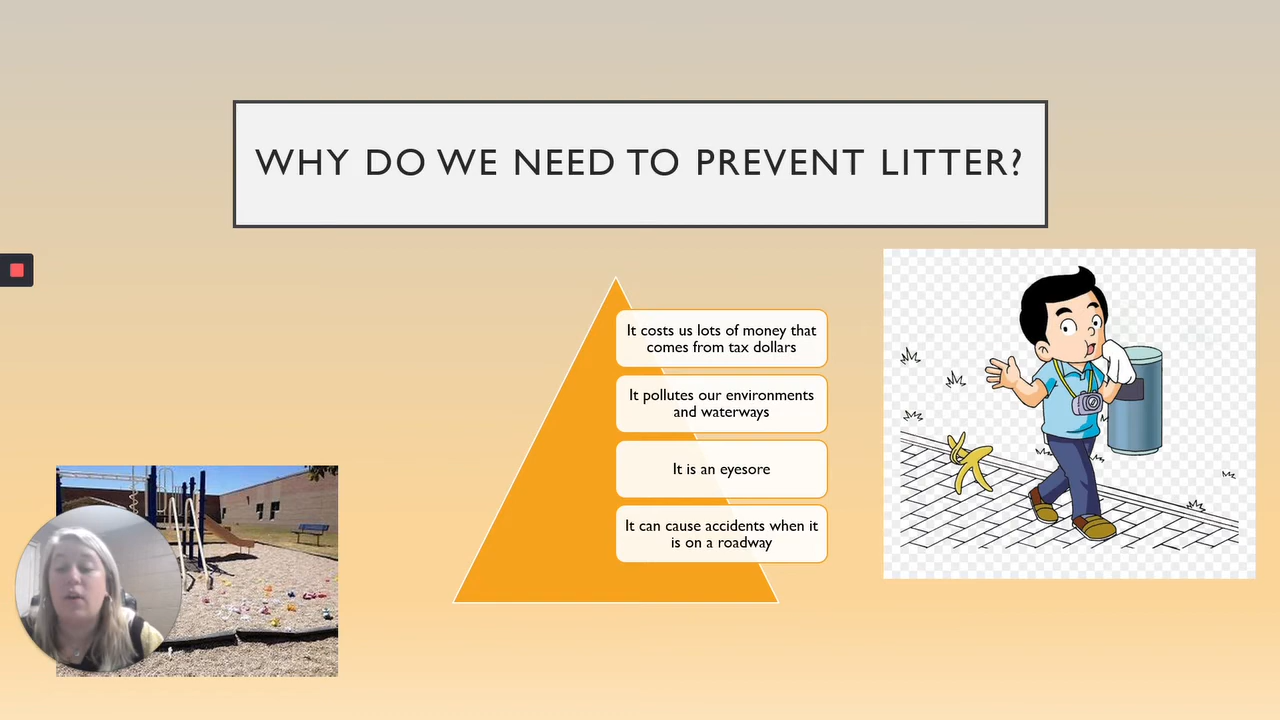 WHY DO WE NEED TO PREVENT LITTER?
It costs us lots of money that
comes from tax dollars
It pollutes our environments
and waterways
It is an eyesore
It can cause accidents when it
is on a roadway